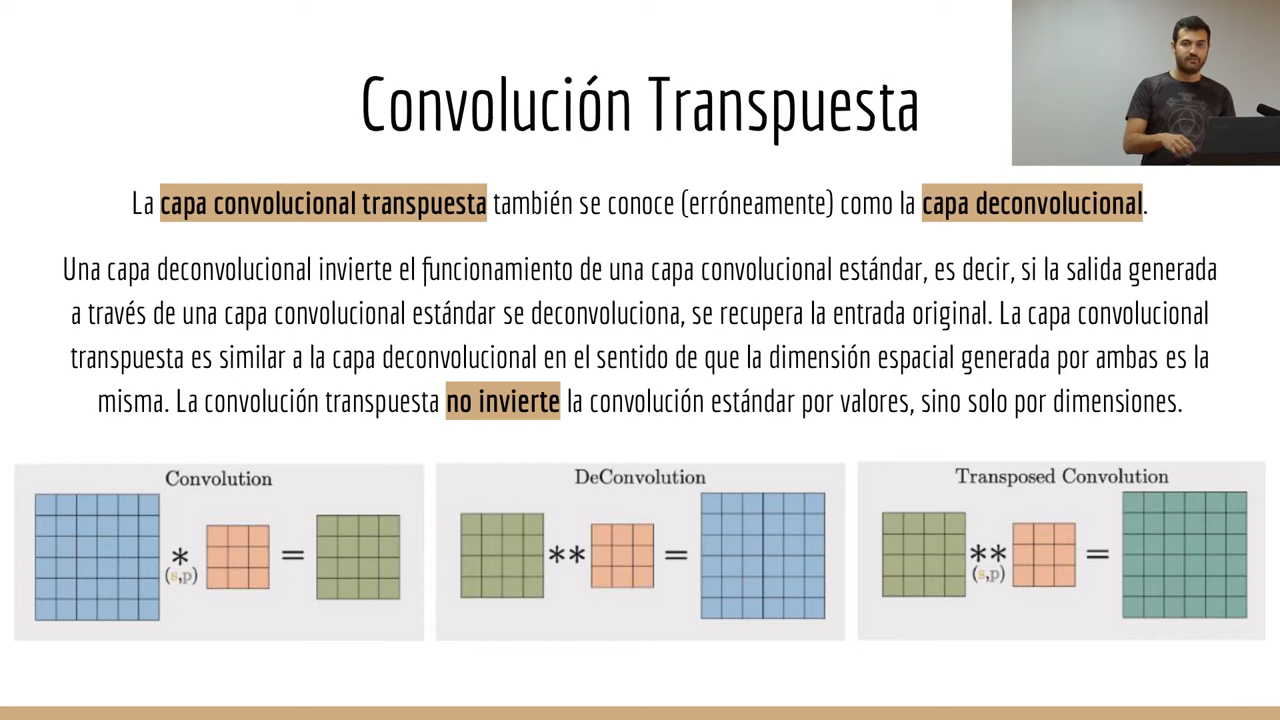 Convolución Transpuesta
La capa convolucional transpuesta también se conoce (erróneamente) como la capa deconvolucional.
Una capa deconvolucional invierte el funcionamiento de una capa convolucional estándar, es decir, si la salida generada
a través de una capa convolucional estándar se deconvoluciona, se recupera la entrada original. La capa convolucional
transpuesta es similar a la capa deconvolucional en el sentido de que la dimensión espacial generada por ambas es la
misma. La convolución transpuesta no invierte la convolución estándar por valores, sino solo por dimensiones.
Convolution
* =
(s,p)
DeConvolution
** =
Transposed Convolution
** =
(s,p)